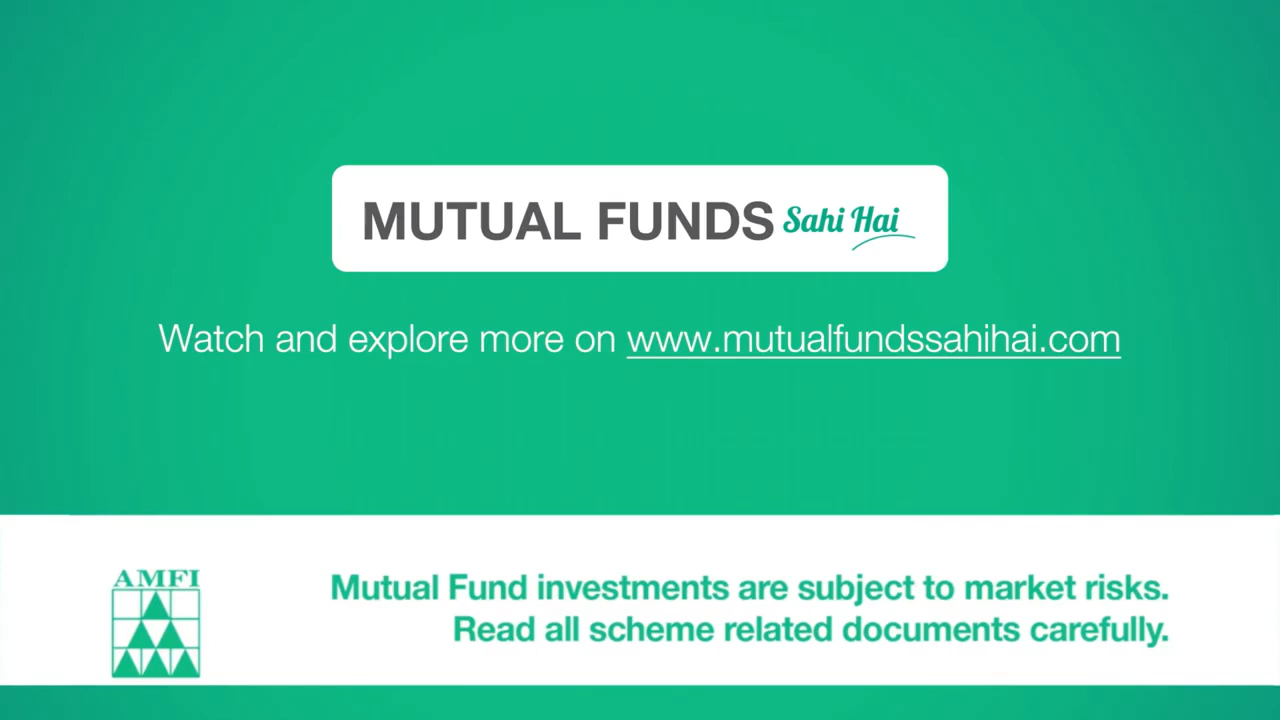 MUTUAL FUNDS Sahi Hai
Watch and explore more on www.mutualfundssahihai.com
AMFI
Mutual Fund investments are subject to market risks.
Read all scheme related documents carefully.